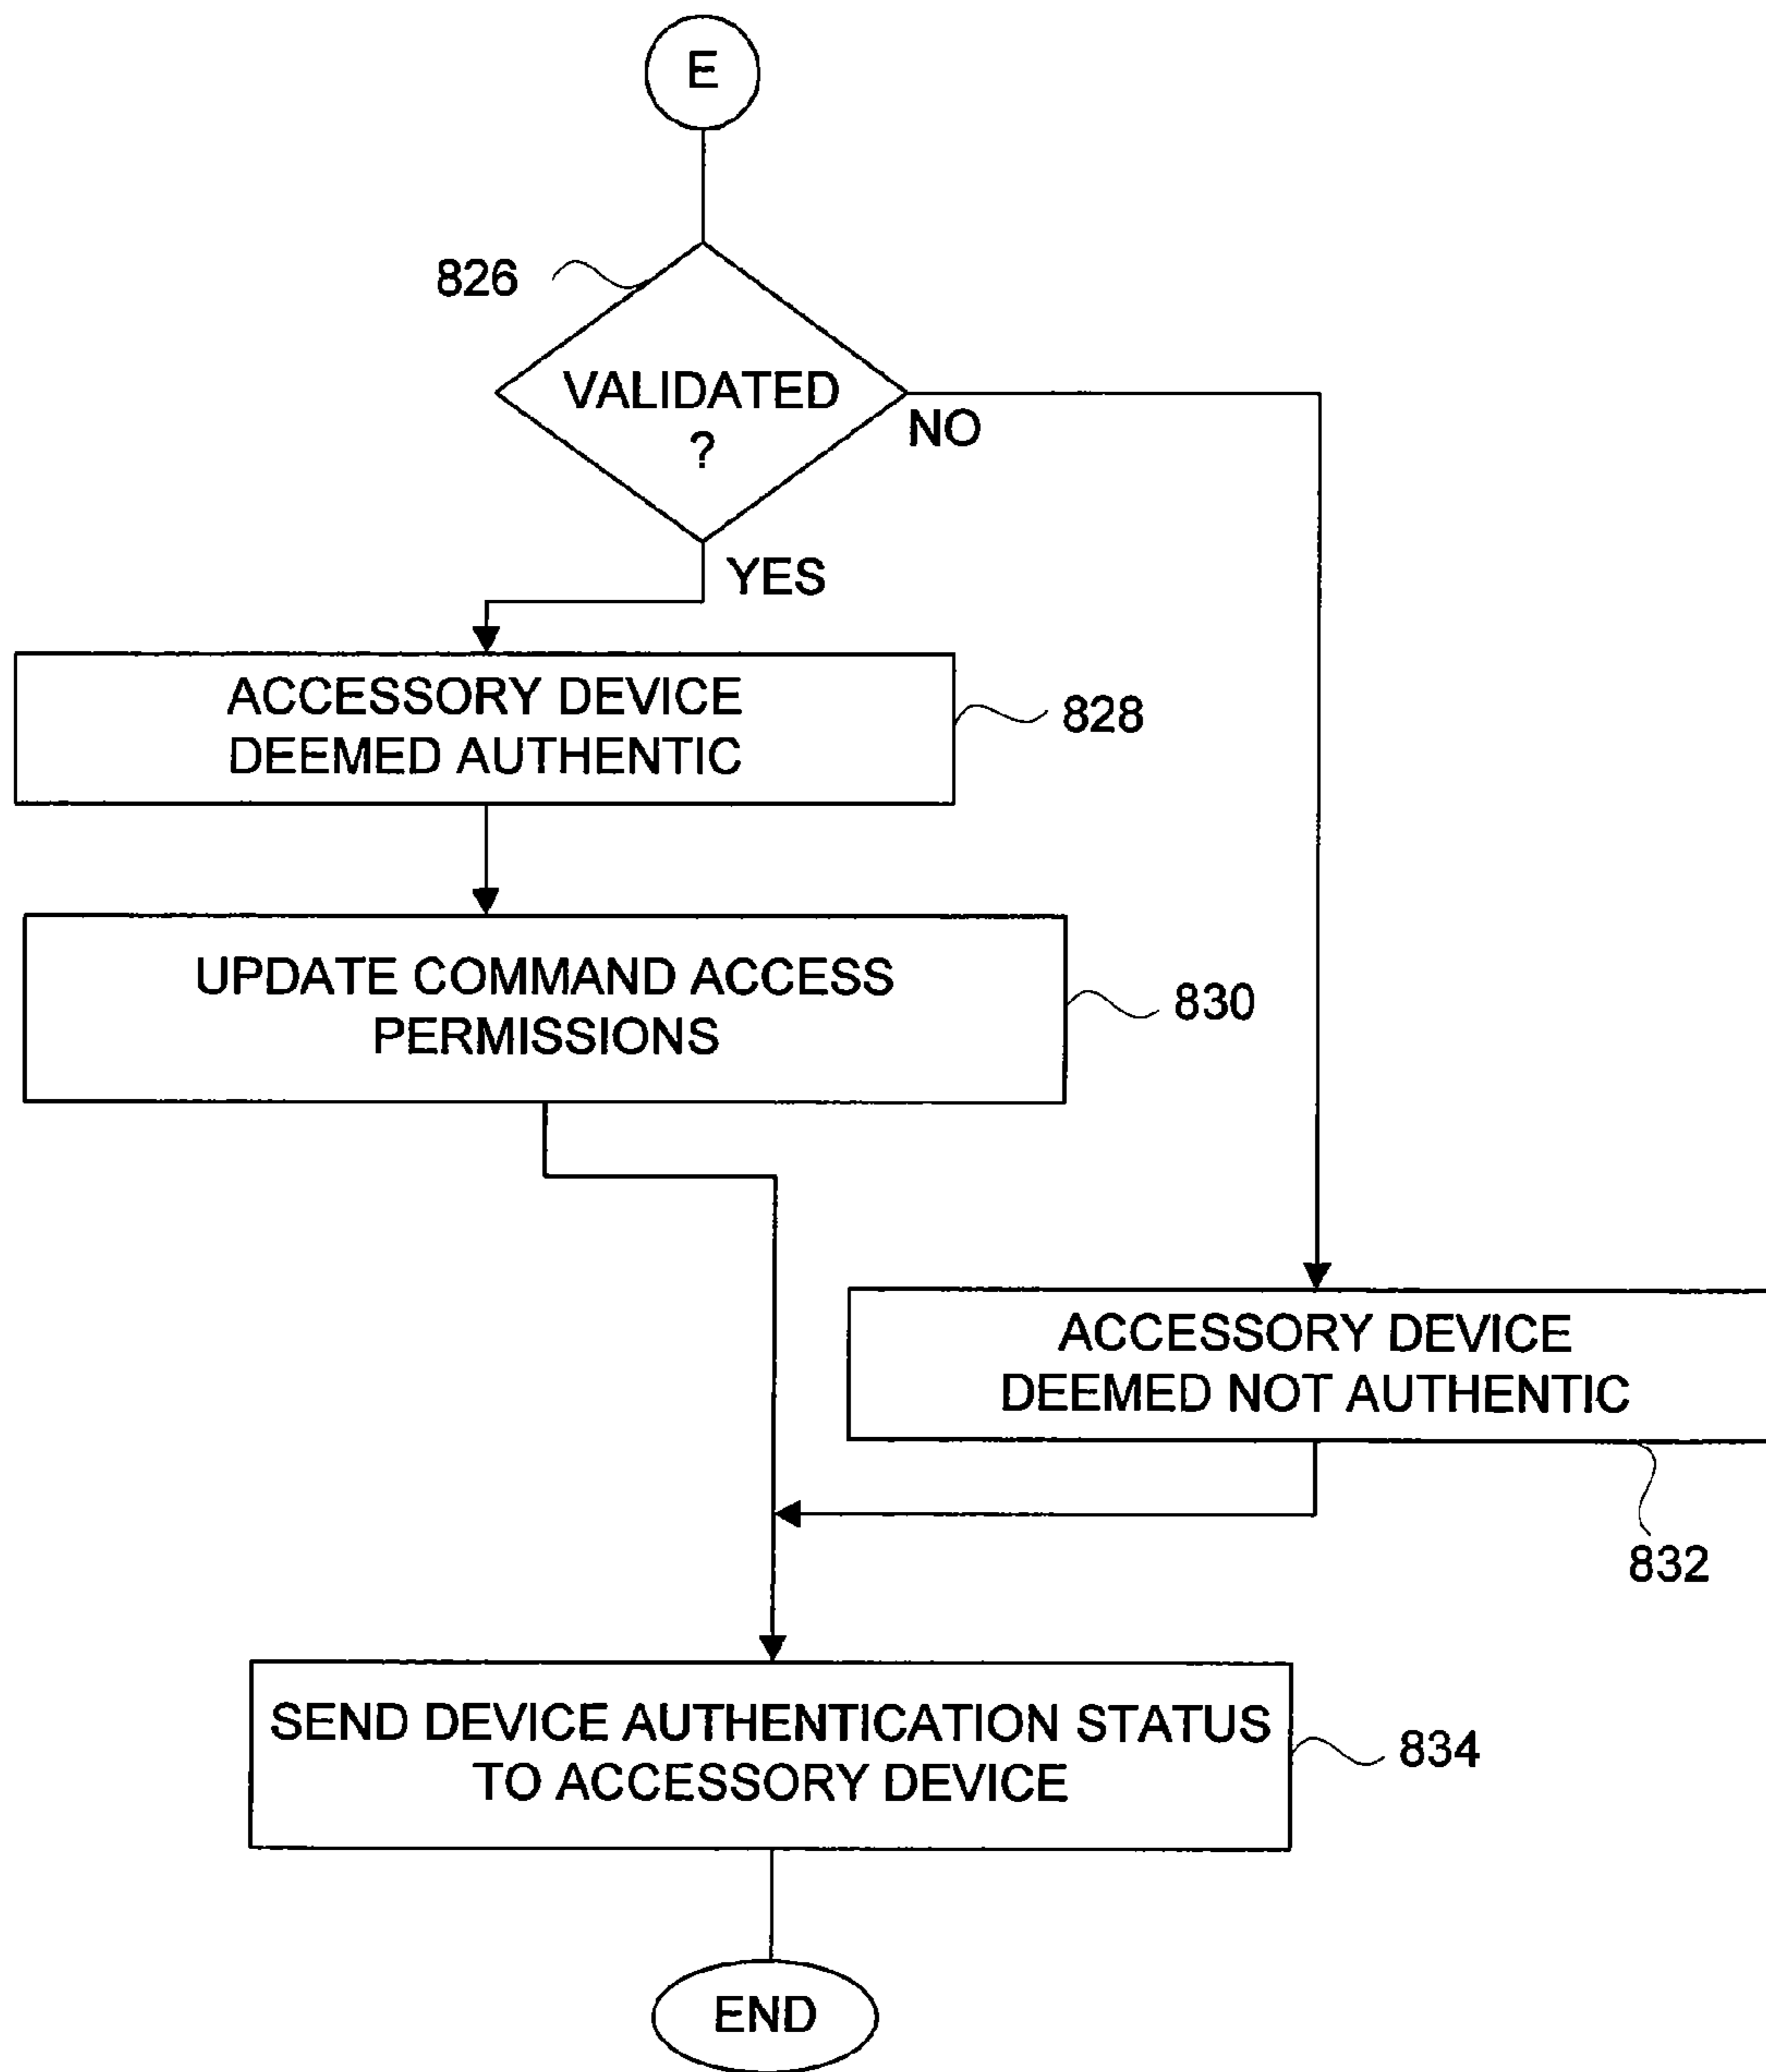 E
826
VALIDATED
?
NO
YES
ACCESSORY DEVICE
DEEMED AUTHENTIC
828
UPDATE COMMAND ACCESS
PERMISSIONS
830
ACCESSORY DEVICE
DEEMED NOT AUTHENTIC
832
SEND DEVICE AUTHENTICATION STATUS
TO ACCESSORY DEVICE
834
END